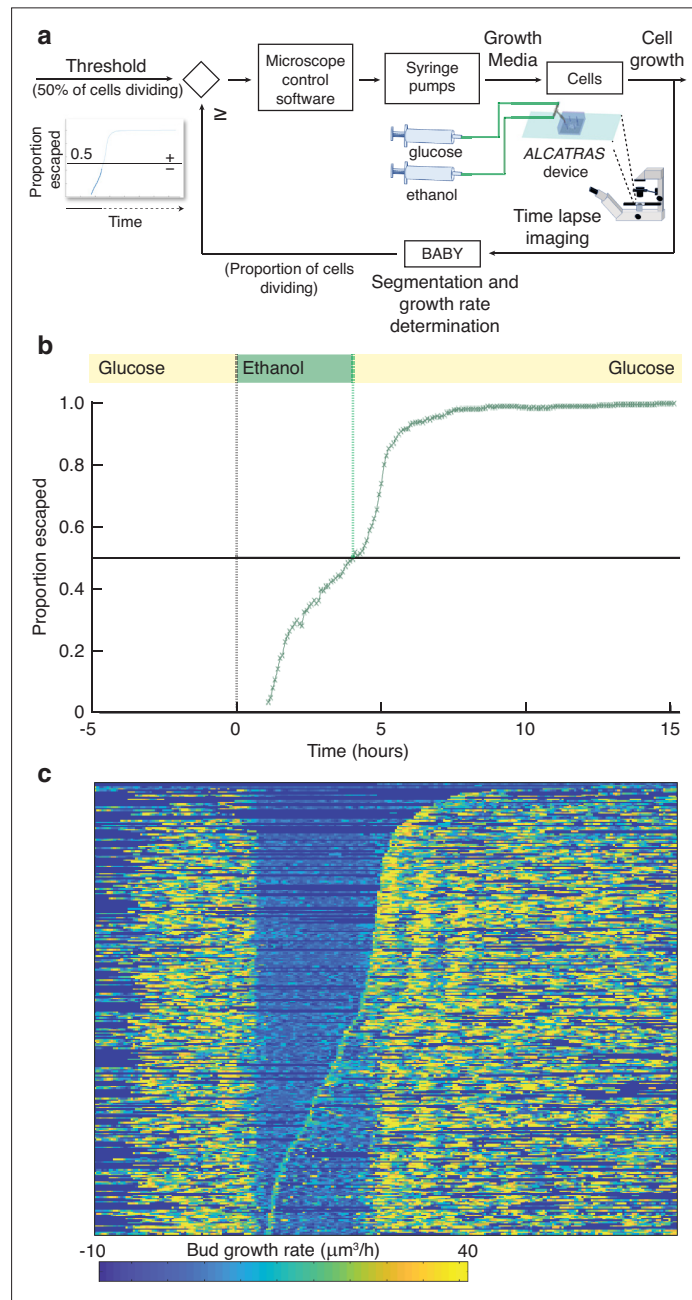 a
Threshold
(50% of cells dividing)
≥
Microscope
control
software
Syringe
pumps
Growth
Media
Cells
Cell
growth
Proportion
escaped
0.5
+
−
Time
glucose
ethanol
ALCATRAS
device
Time lapse
imaging
BABY
(Proportion of cells
dividing)
Segmentation and
growth rate
determination
b
Glucose
Ethanol
Glucose
1.0
0.8
0.6
0.4
0.2
0
Proportion escaped
-5
0
5
10
15
Time (hours)
c
-10
Bud growth rate (μm³/h)
40